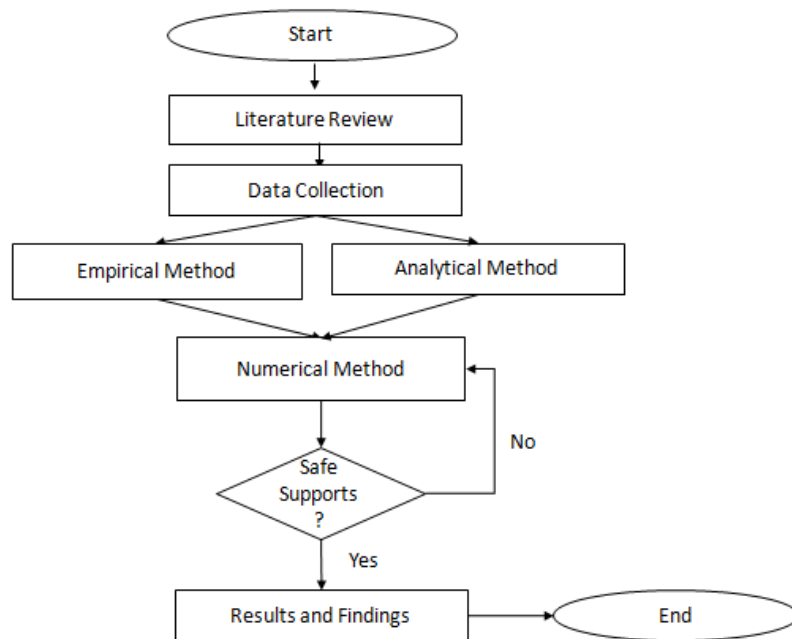 Start
Literature Review
Data Collection
Empirical Method
Analytical Method
Numerical Method
No
Safe
Supports
?
Yes
Results and Findings
End